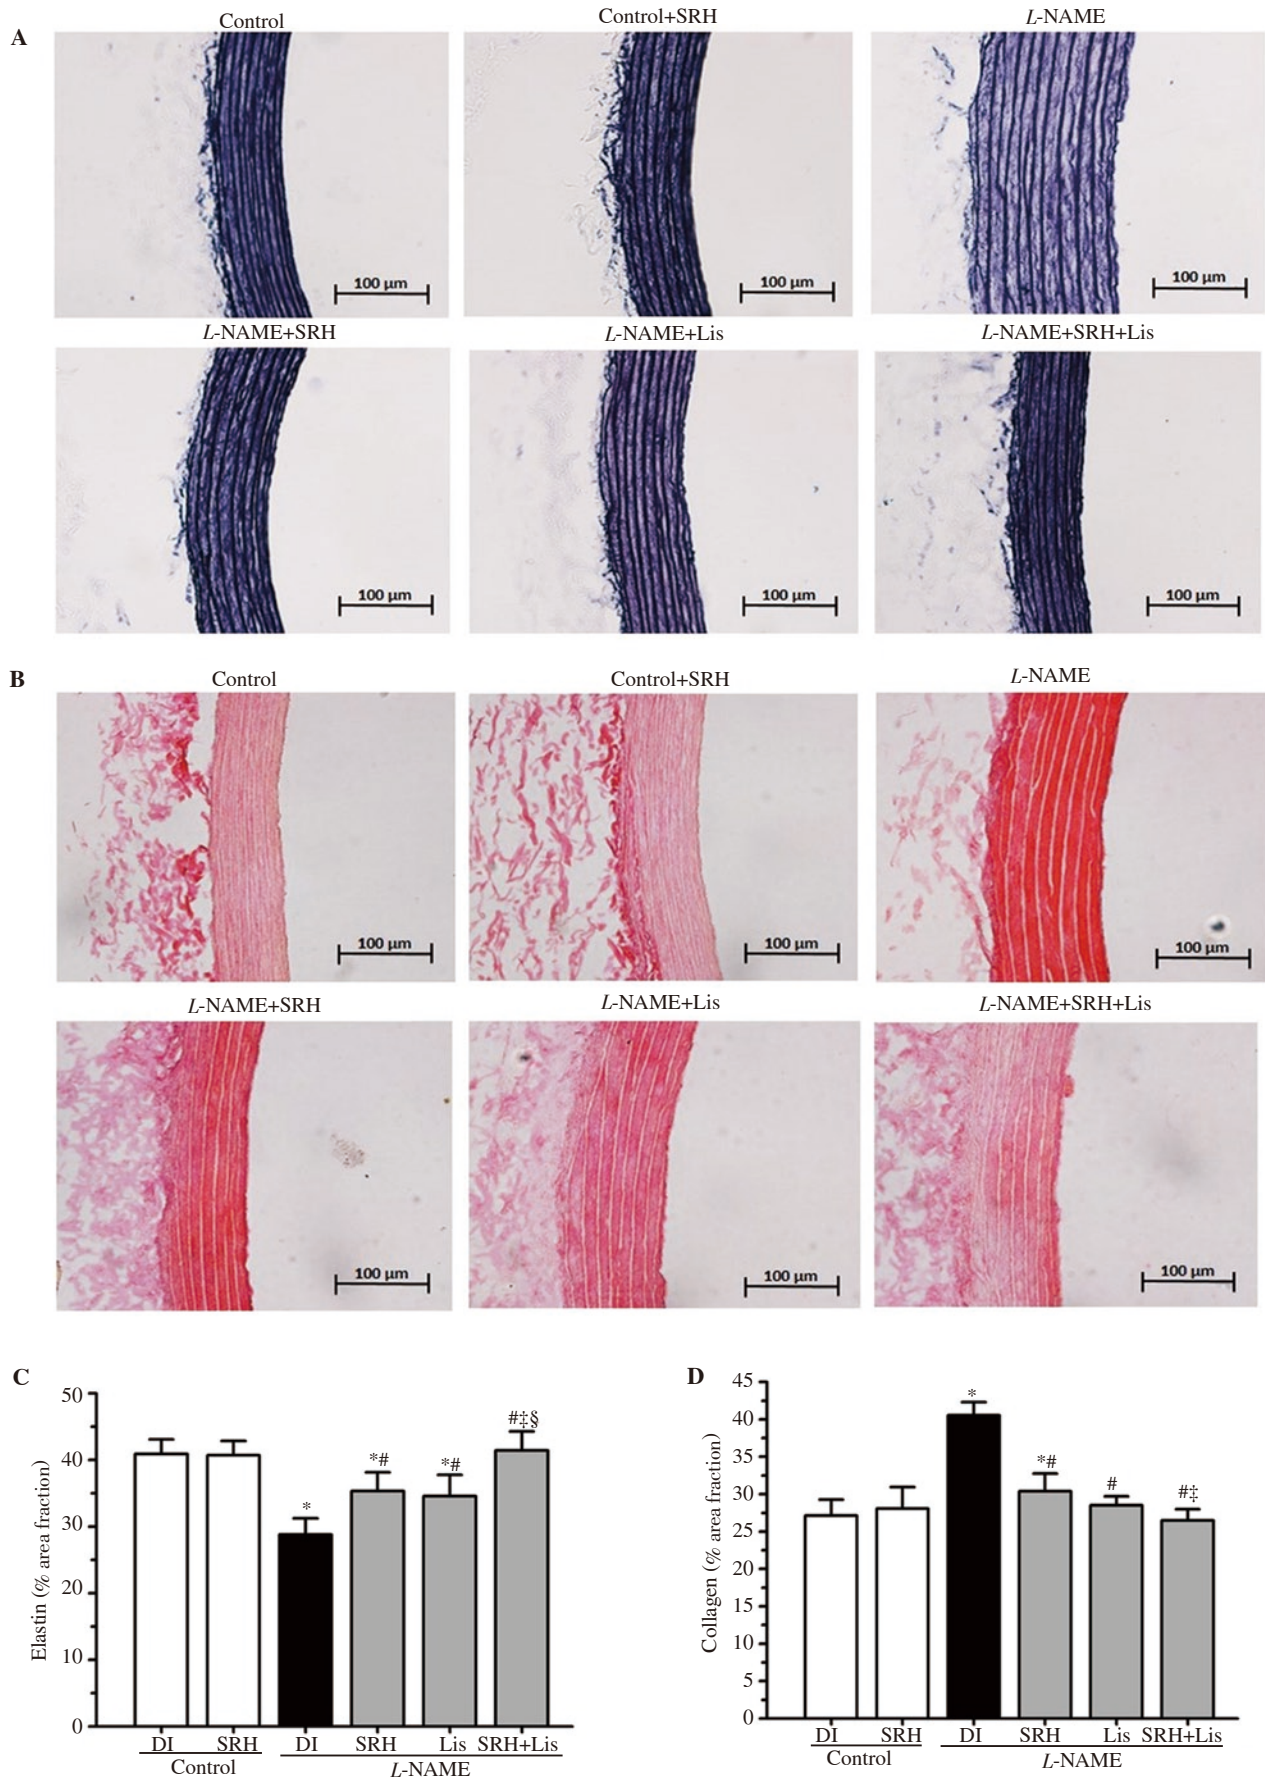 A
Control
Control+SRH
L-NAME
100 µm
100 µm
100 µm
L-NAME+SRH
L-NAME+Lis
L-NAME+SRH+Lis
100 µm
100 µm
100 µm
B
Control
Control+SRH
L-NAME
100 µm
100 µm
100 µm
L-NAME+SRH
L-NAME+Lis
L-NAME+SRH+Lis
100 µm
100 µm
100 µm
C
Elastin (% area fraction)
50
40
30
20
10
0
*
*#
*#
#‡§
DI SRH DI SRH Lis SRH+Lis
Control L-NAME
D
Collagen (% area fraction)
45
40
35
30
25
20
15
10
5
0
*
*#
#
#‡
DI SRH DI SRH Lis SRH+Lis
Control L-NAME